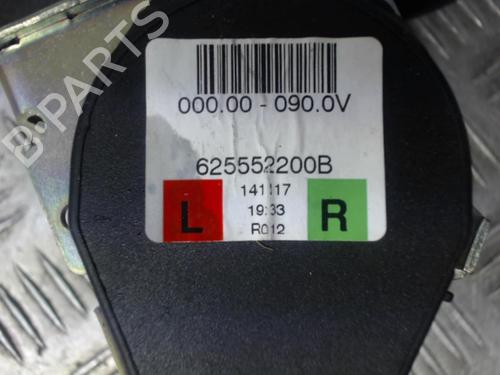 000.00 - 090.0V
625552200B
141117
L 19:33 R
R012
B-PARTS